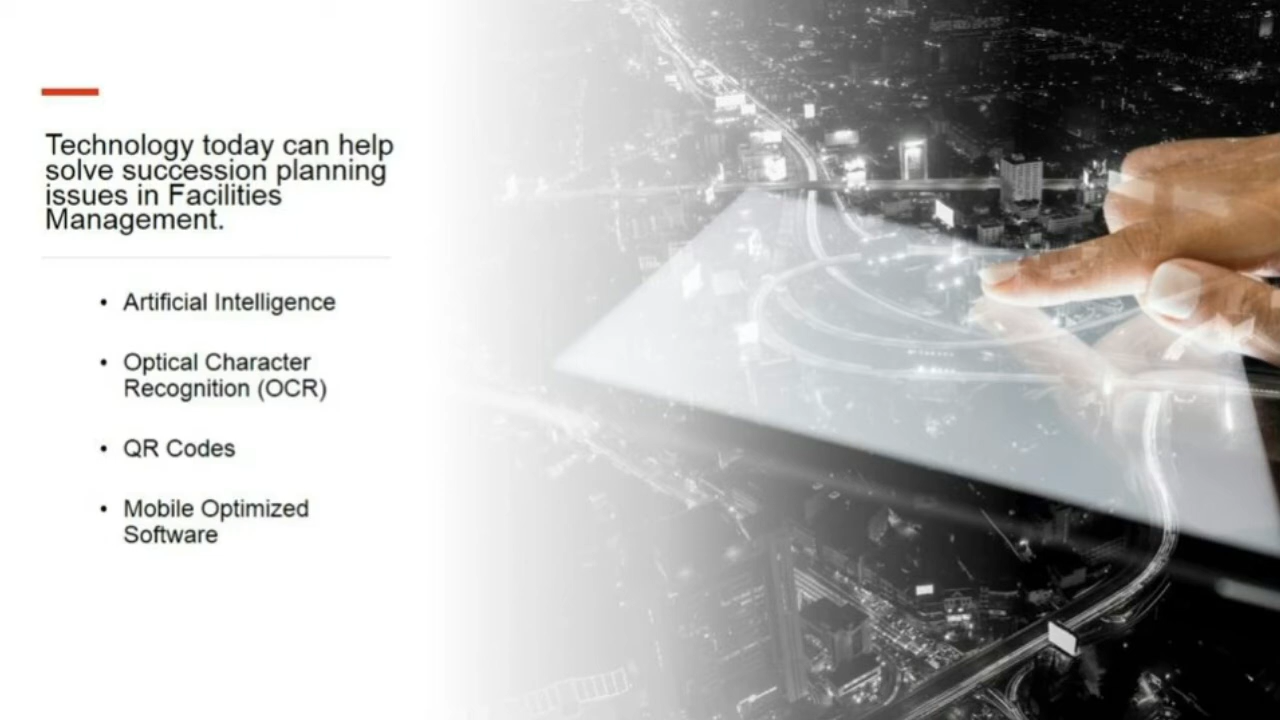 Technology today can help
solve succession planning
issues in Facilities
Management.
• Artificial Intelligence
• Optical Character
Recognition (OCR)
• QR Codes
• Mobile Optimized
Software